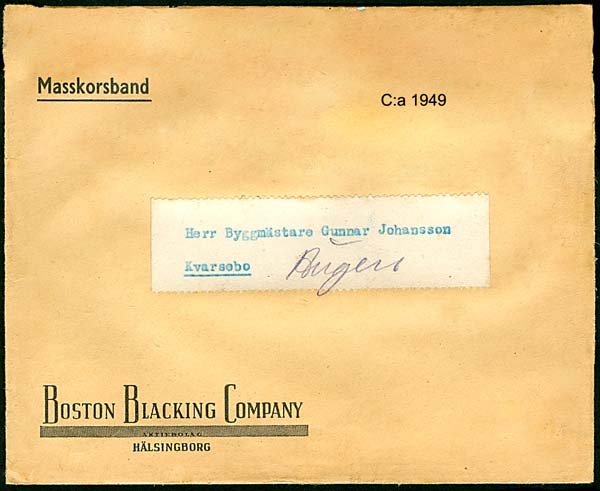 Masskorsband
C:a 1949
Herr Byggmästare Gunnar Johansson
Kvarsebo
BOSTON BLACKING COMPANY
AKTIEBOLAG
HÄLSINGBORG